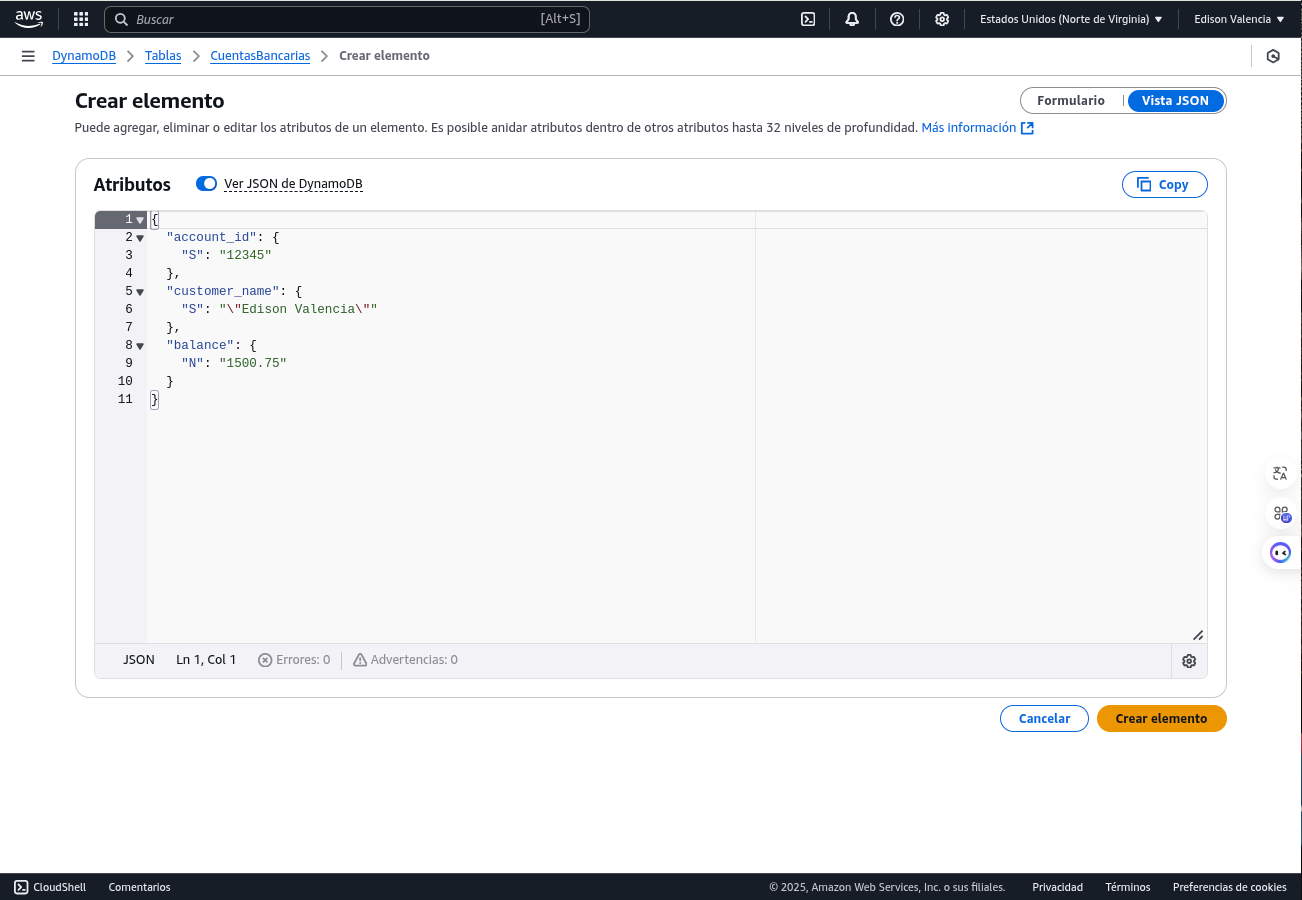 aws
Buscar [Alt+S] Estados Unidos (Norte de Virginia) Edison Valencia
DynamoDB Tablas CuentasBancarias Crear elemento
Crear elemento
Formulario Vista JSON
Puede agregar, eliminar o editar los atributos de un elemento. Es posible anidar atributos dentro de otros atributos hasta 32 niveles de profundidad. Más información
Atributos Ver JSON de DynamoDB Copy
1 {
2 "account_id": {
3 "S": "12345"
4 },
5 "customer_name": {
6 "S": "\"Edison Valencia\""
7 },
8 "balance": {
9 "N": "1500.75"
10 }
11 }
JSON Ln 1, Col 1 Errores: 0 Advertencias: 0
Cancelar Crear elemento
CloudShell Comentarios © 2025, Amazon Web Services, Inc. o sus filiales. Privacidad Términos Preferencias de cookies